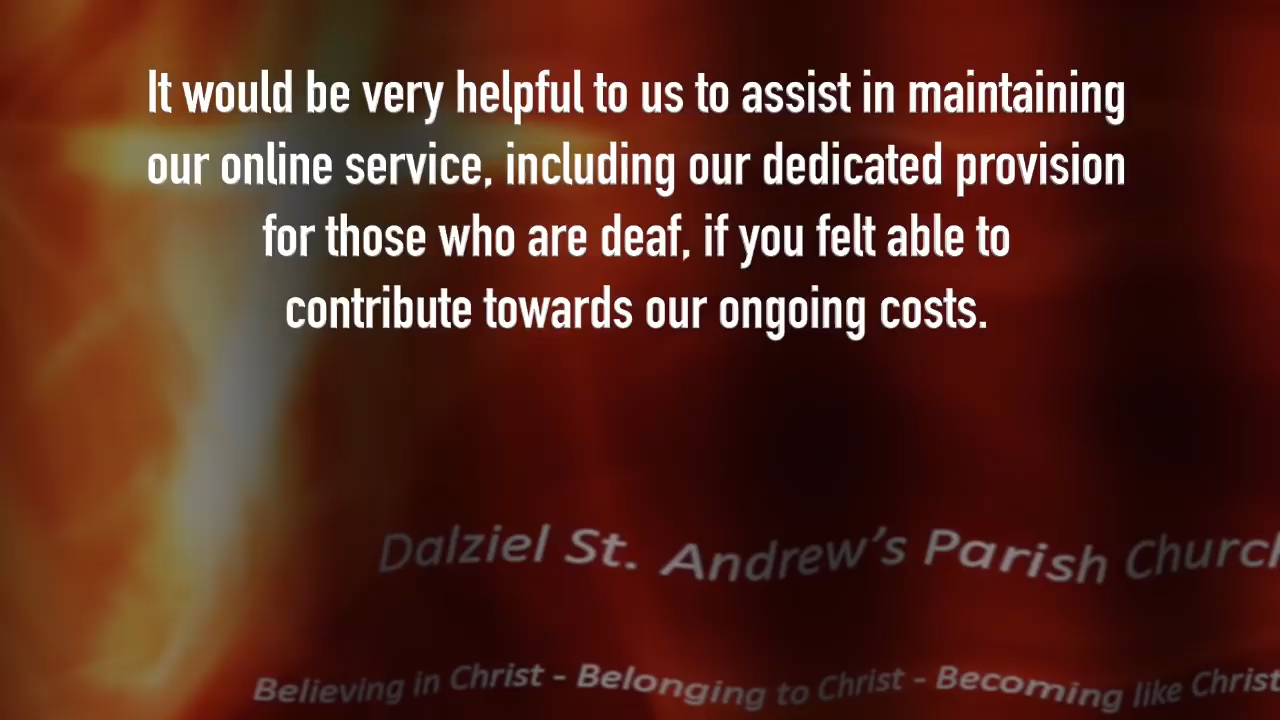 It would be very helpful to us to assist in maintaining
our online service, including our dedicated provision
for those who are deaf, if you felt able to
contribute towards our ongoing costs.
Dalziel St. Andrew’s Parish Church
Believing in Christ - Belonging to Christ - Becoming like Christ